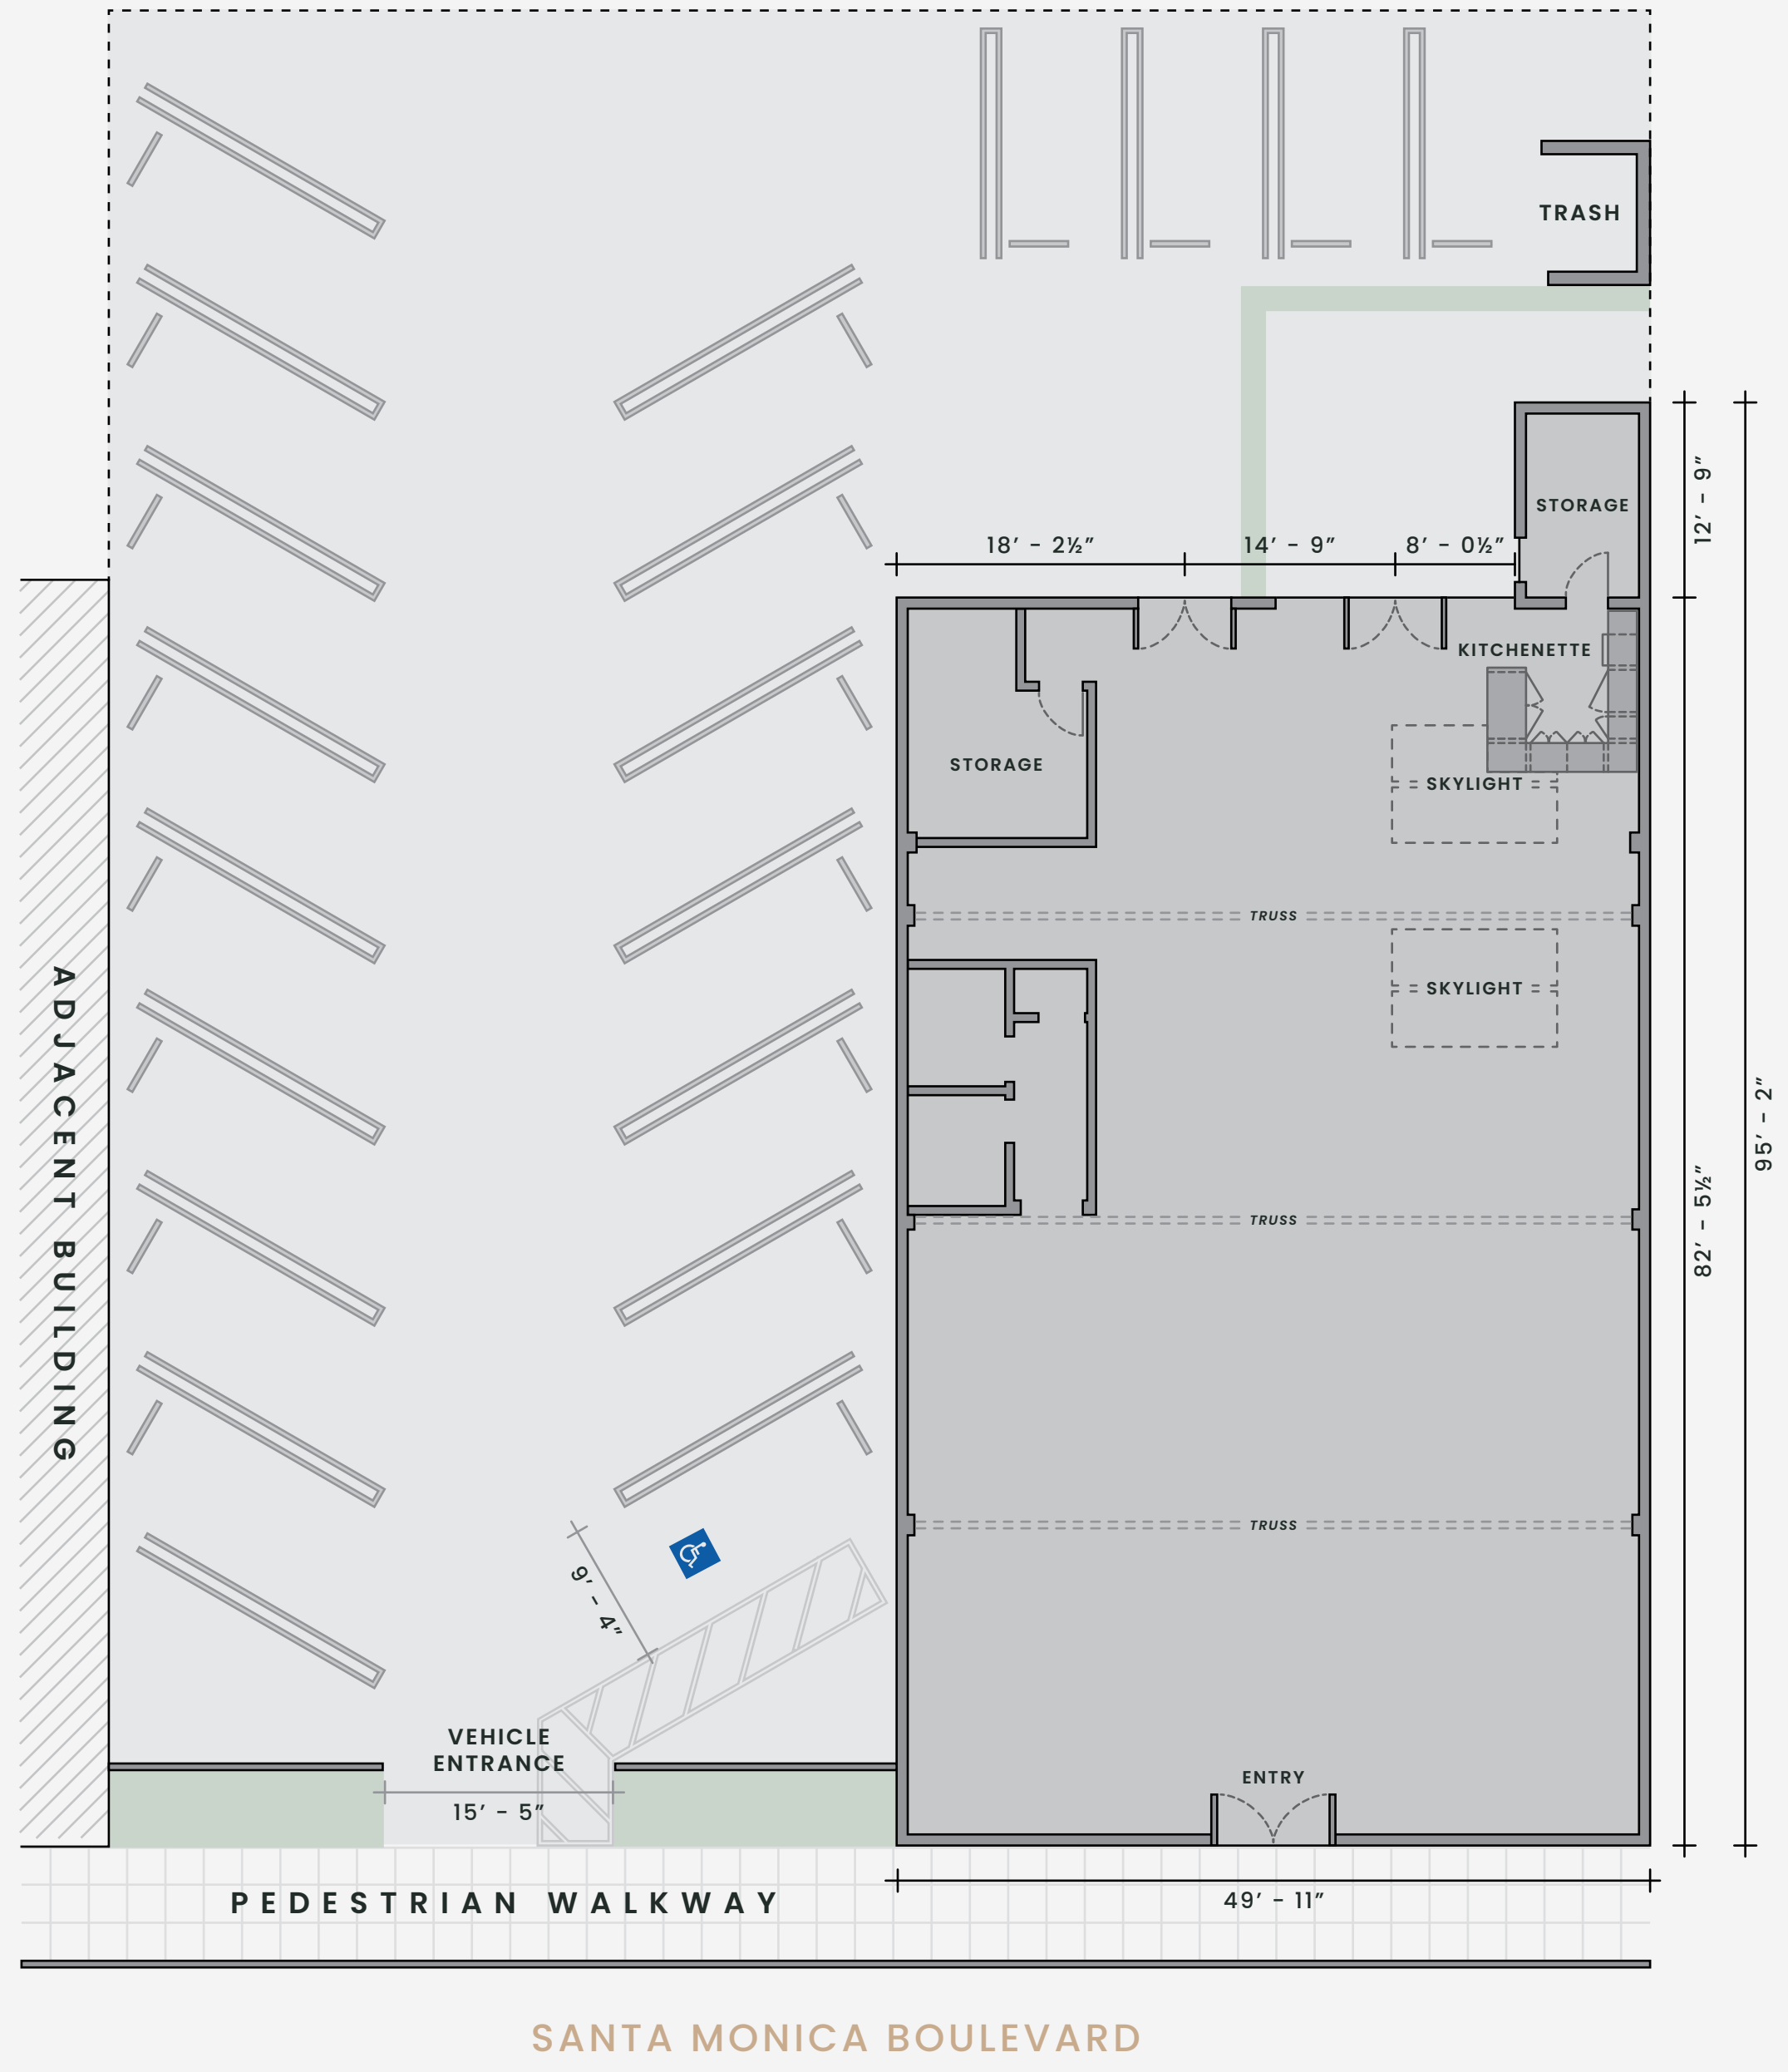 TRASH
STORAGE
12’ - 9”
18’ - 2½”
14’ - 9”
8’ - 0½”
KITCHENETTE
STORAGE
SKYLIGHT
TRUSS
SKYLIGHT
ADJACENT BUILDING
95’ - 2”
82’ - 5½”
TRUSS
TRUSS
9’ - 4”
VEHICLE
ENTRANCE
15’ - 5”
ENTRY
PEDESTRIAN WALKWAY
49’ - 11”
SANTA MONICA BOULEVARD